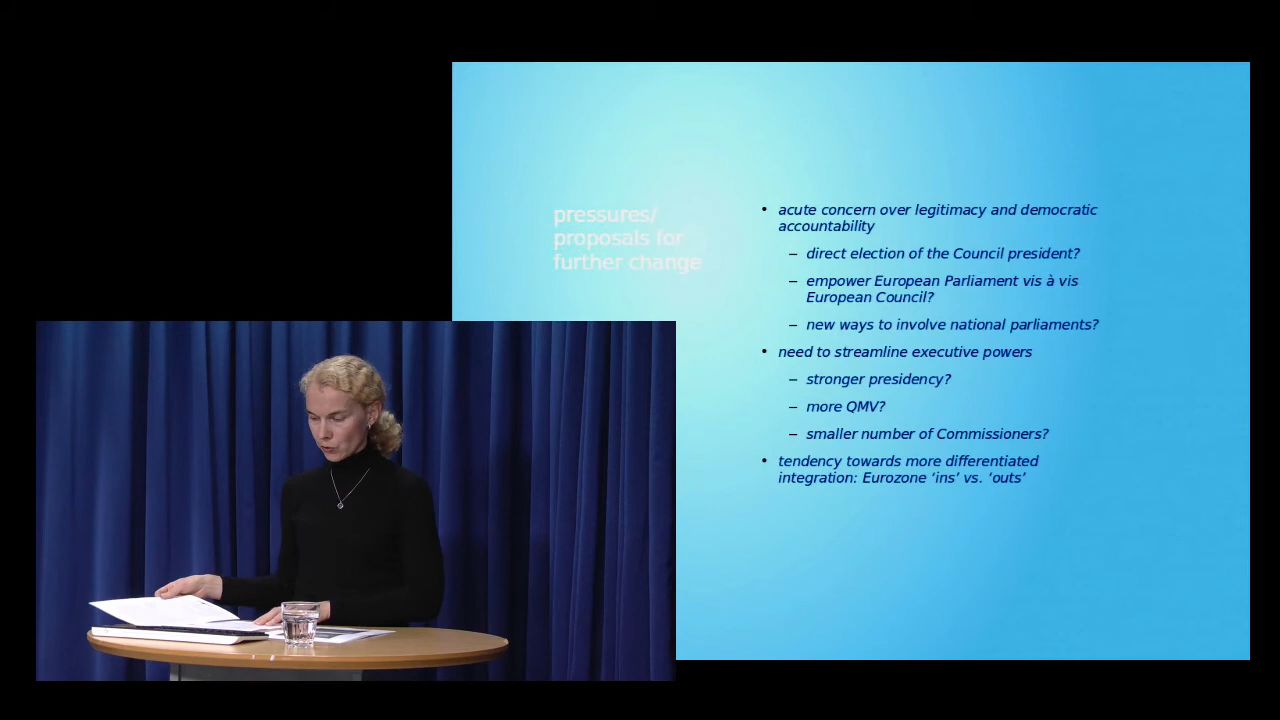 pressures/
proposals for
further change
• acute concern over legitimacy and democratic
accountability
– direct election of the Council president?
– empower European Parliament vis à vis
European Council?
– new ways to involve national parliaments?
• need to streamline executive powers
– stronger presidency?
– more QMV?
– smaller number of Commissioners?
• tendency towards more differentiated
integration: Eurozone ‘ins’ vs. ‘outs’